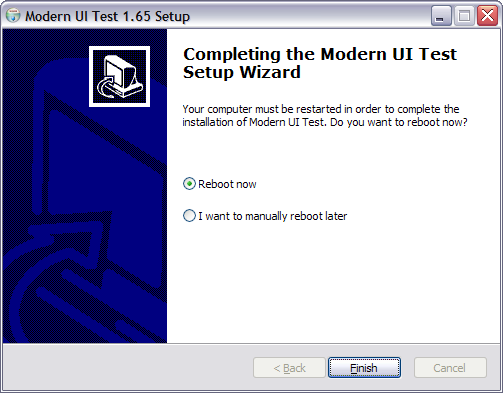 Modern UI Test 1.65 Setup
Completing the Modern UI Test
Setup Wizard
Your computer must be restarted in order to complete the
installation of Modern UI Test. Do you want to reboot now?
Reboot now
I want to manually reboot later
< Back
Finish
Cancel